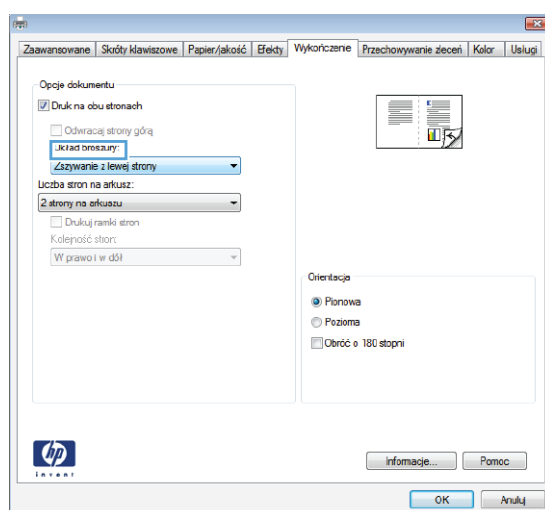 Zaawansowane Skróty klawiszowe Papier/jakość Efekty Wykończenie Przechowywanie zleceń Kolor Usługi
Opcje dokumentu
Druk na obu stronach
Odwracaj strony górą
Układ broszury:
Zszywanie z lewej strony
Liczba stron na arkusz:
2 strony na arkuszu
Drukuj ramki stron
Kolejność stron:
W prawo i w dół
Orientacja
Pionowa
Pozioma
Obróć o 180 stopni
hp
invent
Informacje... Pomoc
OK Anuluj